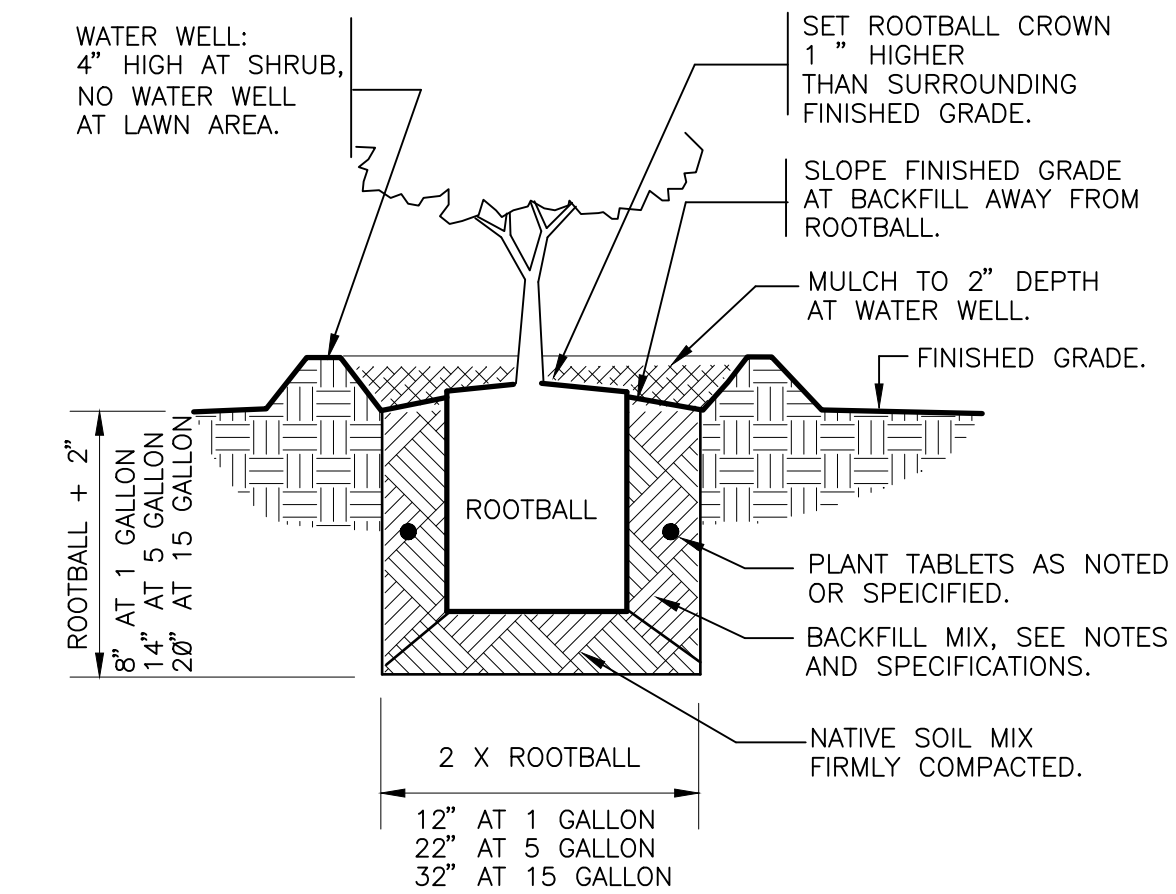 WATER WELL:
4” HIGH AT SHRUB,
NO WATER WELL
AT LAWN AREA.
SET ROOTBALL CROWN
1 ” HIGHER
THAN SURROUNDING
FINISHED GRADE.
SLOPE FINISHED GRADE
AT BACKFILL AWAY FROM
ROOTBALL.
MULCH TO 2” DEPTH
AT WATER WELL.
FINISHED GRADE.
ROOTBALL + 2”
8” AT 1 GALLON
14” AT 5 GALLON
20” AT 15 GALLON
ROOTBALL
PLANT TABLETS AS NOTED
OR SPEICIFIED.
BACKFILL MIX, SEE NOTES
AND SPECIFICATIONS.
NATIVE SOIL MIX
FIRMLY COMPACTED.
2 X ROOTBALL
12” AT 1 GALLON
22” AT 5 GALLON
32” AT 15 GALLON